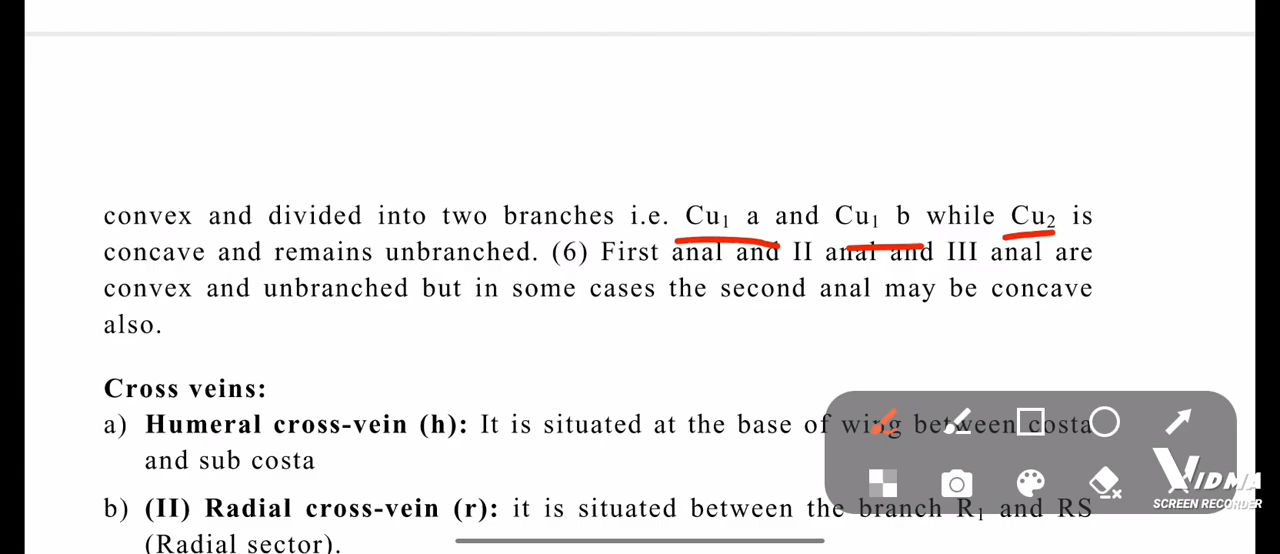 convex and divided into two branches i.e. Cu₁ a and Cu₁ b while Cu₂ is
concave and remains unbranched. (6) First anal and II anal and III anal are
convex and unbranched but in some cases the second anal may be concave
also.
Cross veins:
a) Humeral cross-vein (h): It is situated at the base of wing between costa
and sub costa
b) (II) Radial cross-vein (r): it is situated between the branch R₁ and RS
(Radial sector).
VIDMA
SCREEN RECORDER